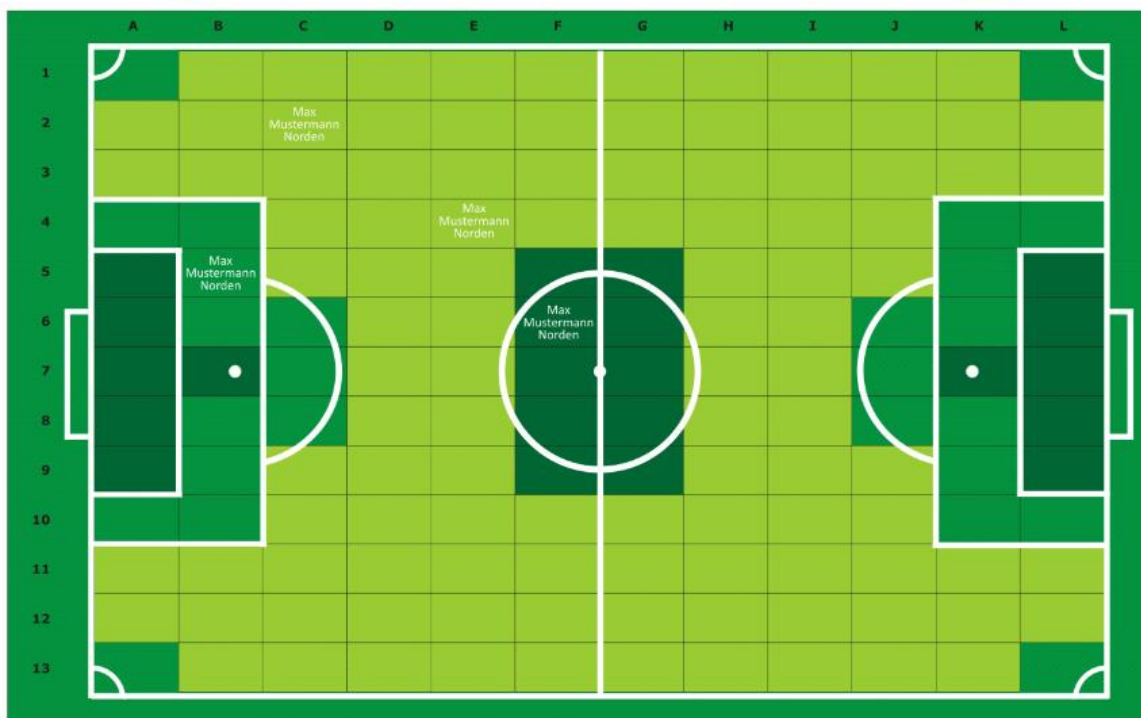 A B C D E F G H I J K L
1
2
Max
Mustermann
Norden
3
4
Max
Mustermann
Norden
5
Max
Mustermann
Norden
6
Max
Mustermann
Norden
7
8
9
10
11
12
13